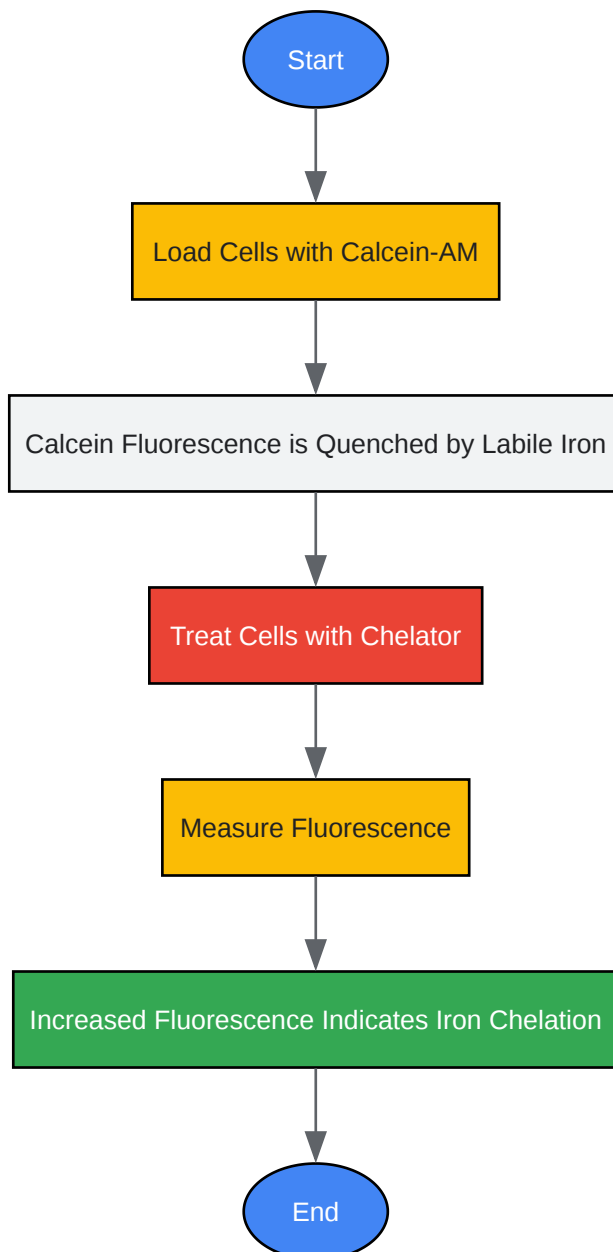 Start
Load Cells with Calcein-AM
Calcein Fluorescence is Quenched by Labile Iron
Treat Cells with Chelator
Measure Fluorescence
Increased Fluorescence Indicates Iron Chelation
End